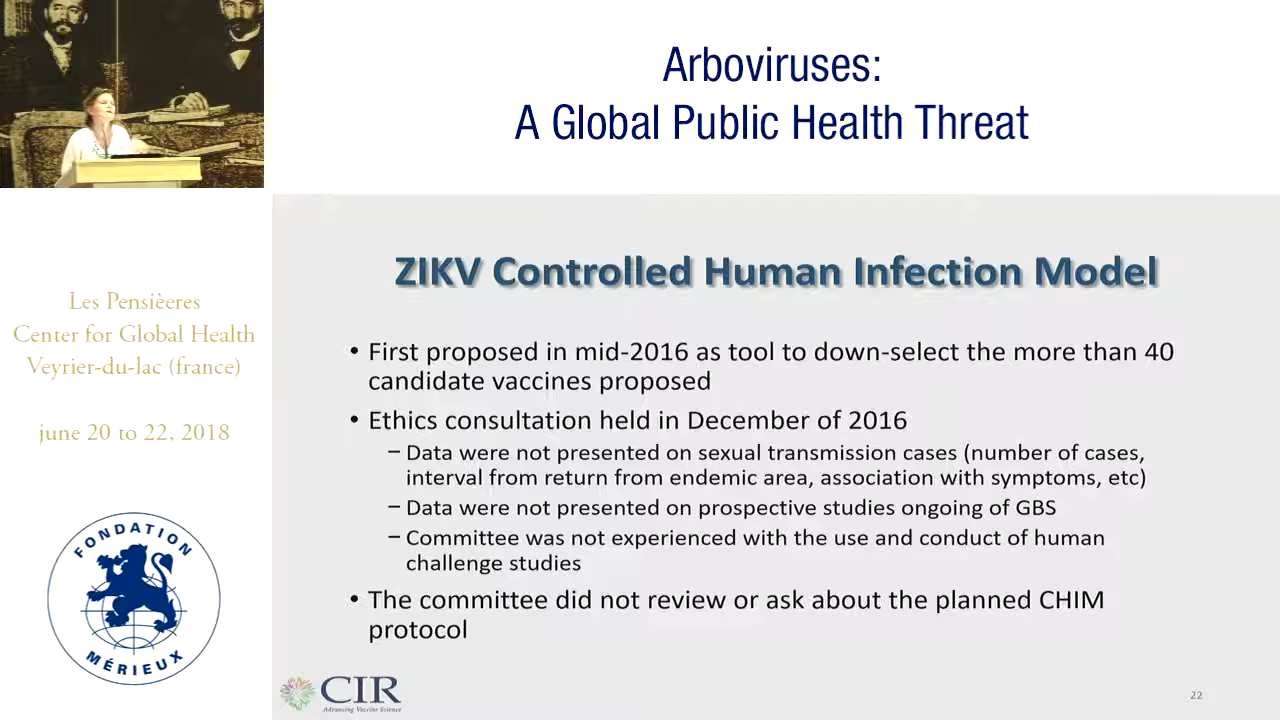 Arboviruses:
A Global Public Health Threat
Les Pensièeres
Center for Global Health
Veyrier-du-lac (france)
june 20 to 22, 2018
FONDATION
MÉRIEUX
ZIKV Controlled Human Infection Model
• First proposed in mid-2016 as tool to down-select the more than 40
candidate vaccines proposed
• Ethics consultation held in December of 2016
– Data were not presented on sexual transmission cases (number of cases,
interval from return from endemic area, association with symptoms, etc)
– Data were not presented on prospective studies ongoing of GBS
– Committee was not experienced with the use and conduct of human
challenge studies
• The committee did not review or ask about the planned CHIM
protocol
CIR
Advancing Vaccine Science
22